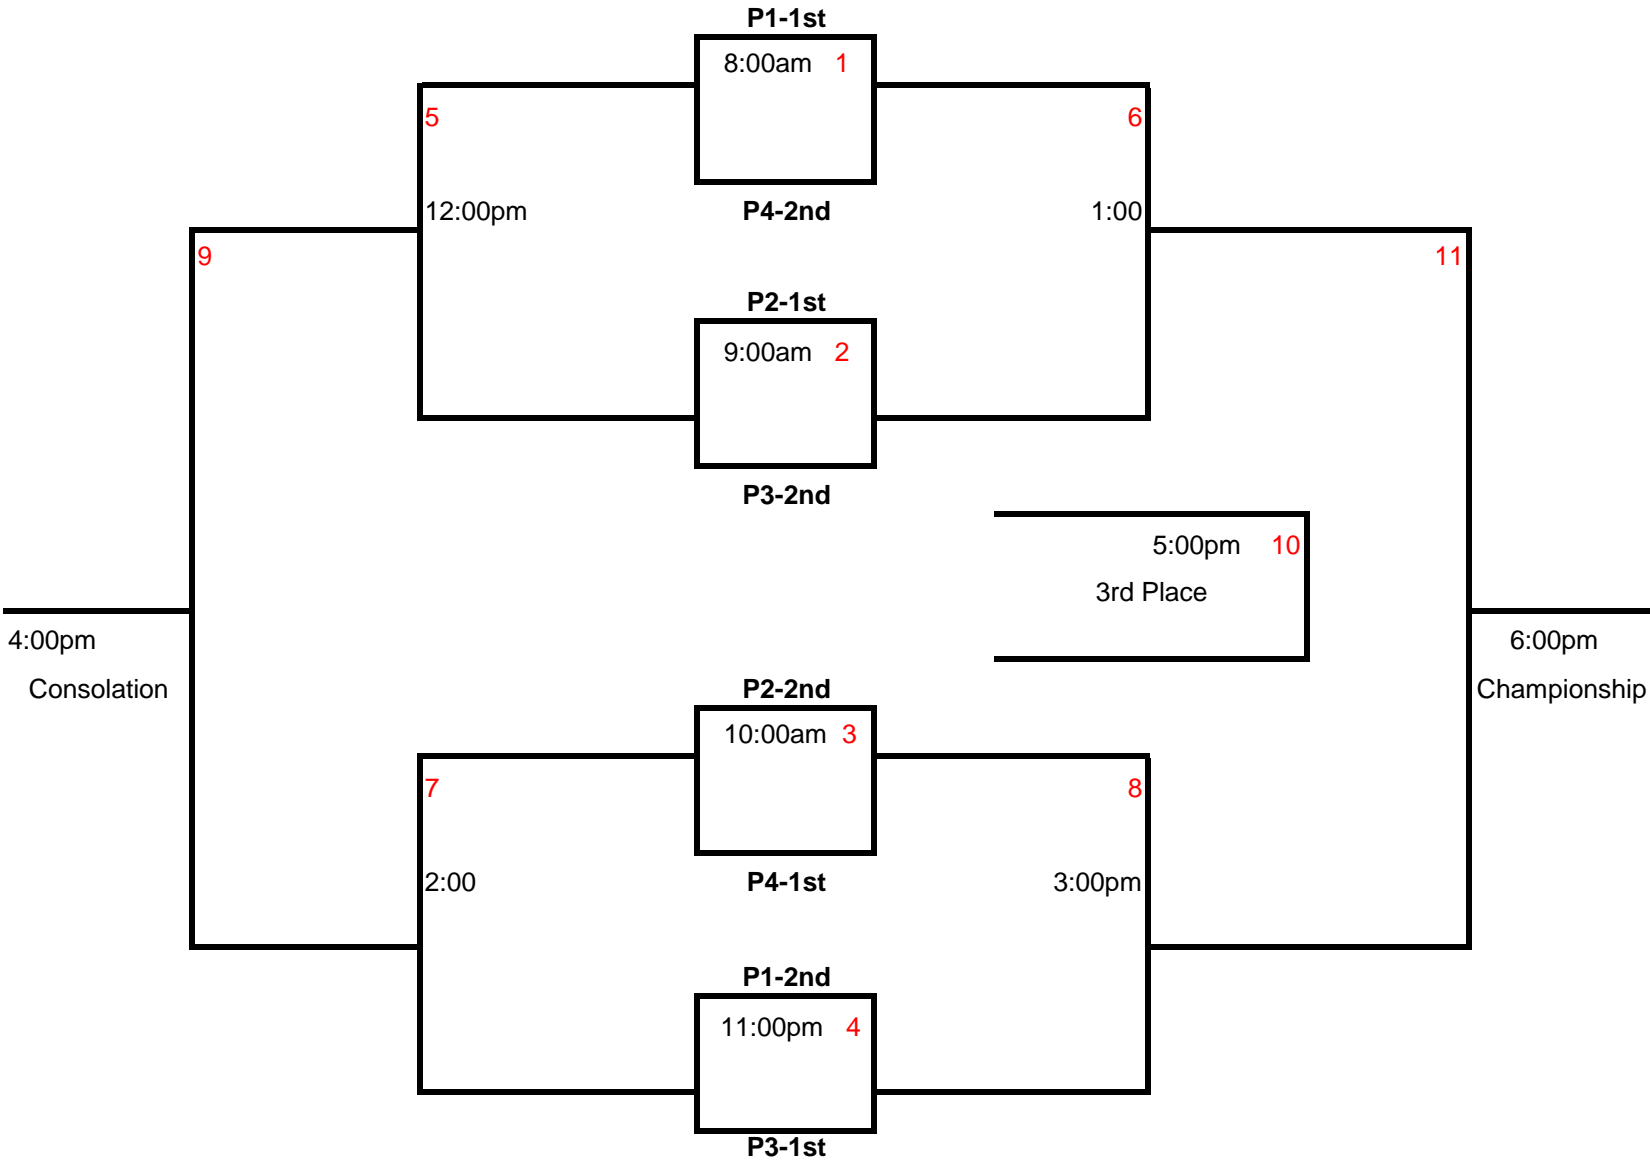 P1-1st
8:00am 1
5
6
12:00pm
P4-2nd
1:00
9
11
P2-1st
9:00am 2
P3-2nd
5:00pm 10
3rd Place
4:00pm
6:00pm
Consolation
P2-2nd
Championship
10:00am 3
7
8
2:00
P4-1st
3:00pm
P1-2nd
11:00pm 4
P3-1st